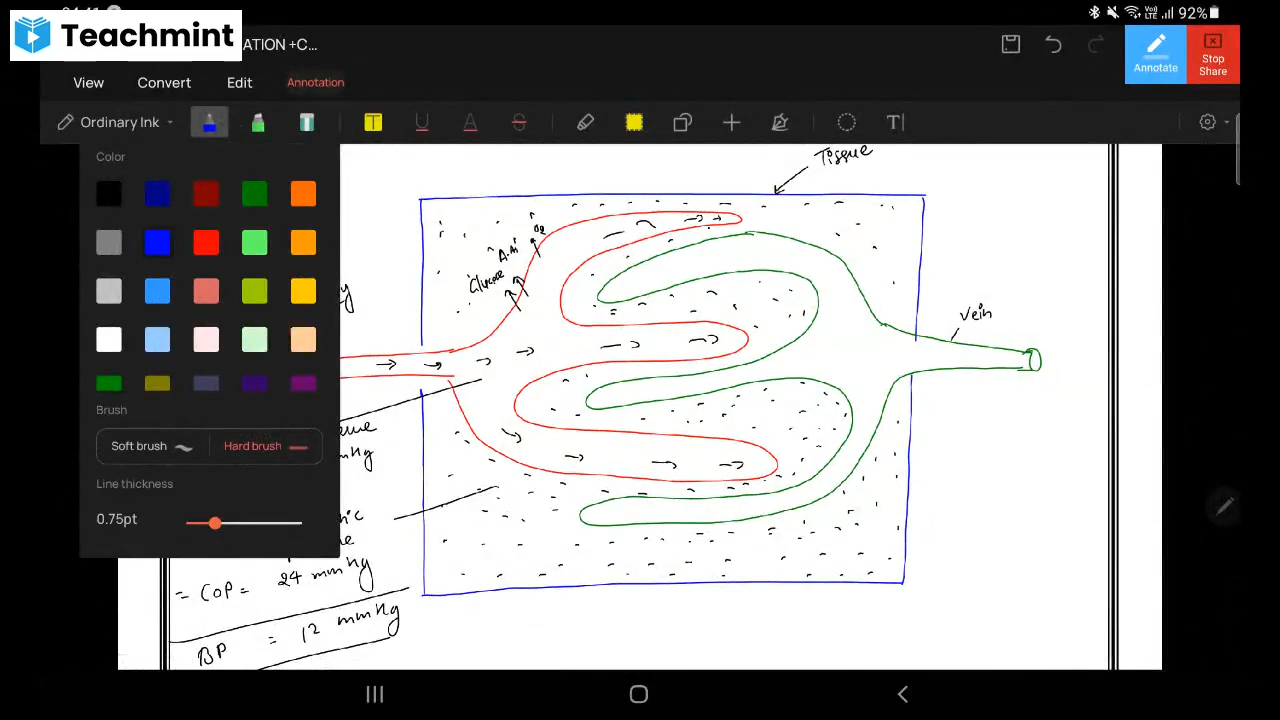 Teachmint
ATION +C...
92%
Annotate
Stop
Share
View Convert Edit Annotation
Ordinary Ink
Color
Brush
Soft brush Hard brush
Line thickness
0.75pt
Tissue
O2
A.A
Glucose
Vein
mmHg
= COP = 24 mmHg
BP = 12 mmHg